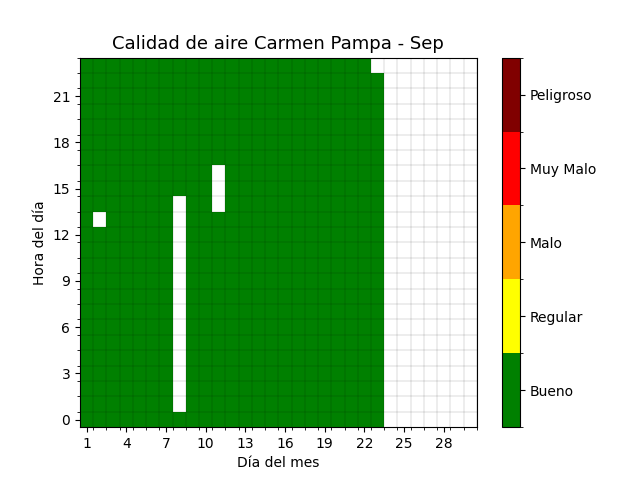 Calidad de aire Carmen Pampa - Sep
Hora del día
21
18
15
12
9
6
3
0
1 4 7 10 13 16 19 22 25 28
Día del mes
Peligroso
Muy Malo
Malo
Regular
Bueno